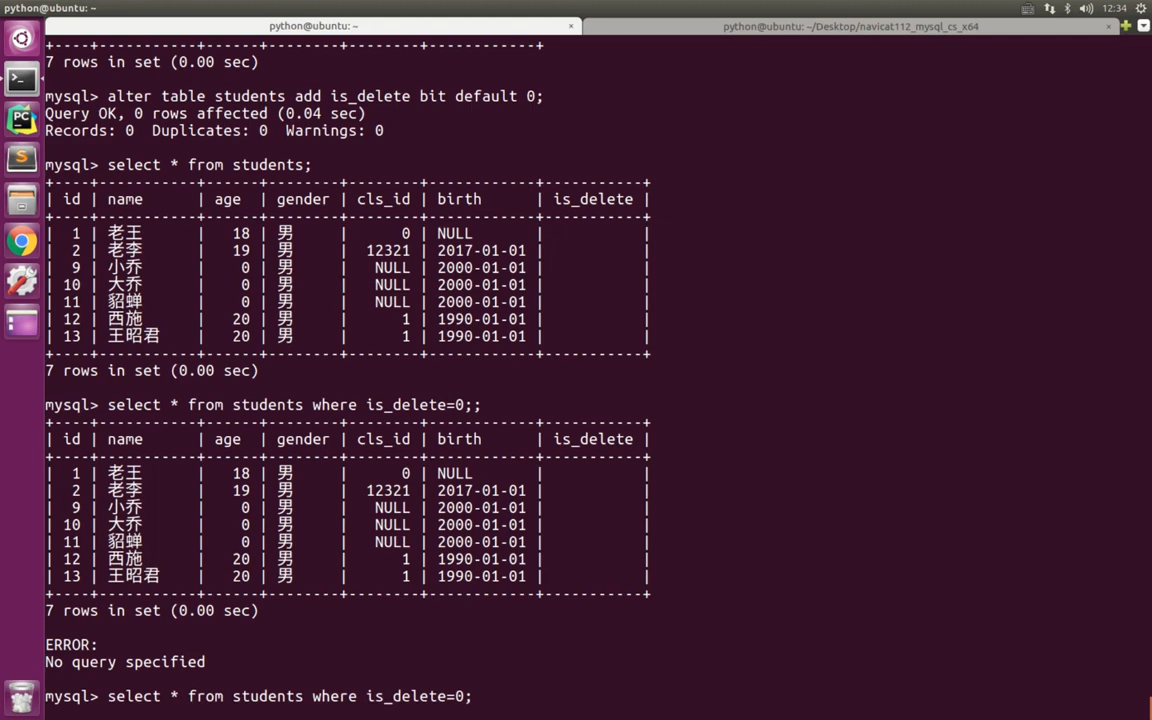 python@ubuntu: ~
12:34
python@ubuntu: ~ ×
python@ubuntu: ~/Desktop/navicat112_mysql_cs_x64 ×
+----+-----------+------+--------+--------+------------+
7 rows in set (0.00 sec)
mysql> alter table students add is_delete bit default 0;
Query OK, 0 rows affected (0.04 sec)
Records: 0  Duplicates: 0  Warnings: 0
mysql> select * from students;
+----+-----------+------+--------+--------+------------+-----------+
| id | name      | age  | gender | cls_id | birth      | is_delete |
+----+-----------+------+--------+--------+------------+-----------+
|  1 | 老王      |   18 | 男     |      0 | NULL       |           |
|  2 | 老李      |   19 | 男     |  12321 | 2017-01-01 |           |
|  9 | 小乔      |    0 | 男     |   NULL | 2000-01-01 |           |
| 10 | 大乔      |    0 | 男     |   NULL | 2000-01-01 |           |
| 11 | 貂蝉      |    0 | 男     |   NULL | 2000-01-01 |           |
| 12 | 西施      |   20 | 男     |      1 | 1990-01-01 |           |
| 13 | 王昭君    |   20 | 男     |      1 | 1990-01-01 |           |
+----+-----------+------+--------+--------+------------+-----------+
7 rows in set (0.00 sec)
mysql> select * from students where is_delete=0;;
+----+-----------+------+--------+--------+------------+-----------+
| id | name      | age  | gender | cls_id | birth      | is_delete |
+----+-----------+------+--------+--------+------------+-----------+
|  1 | 老王      |   18 | 男     |      0 | NULL       |           |
|  2 | 老李      |   19 | 男     |  12321 | 2017-01-01 |           |
|  9 | 小乔      |    0 | 男     |   NULL | 2000-01-01 |           |
| 10 | 大乔      |    0 | 男     |   NULL | 2000-01-01 |           |
| 11 | 貂蝉      |    0 | 男     |   NULL | 2000-01-01 |           |
| 12 | 西施      |   20 | 男     |      1 | 1990-01-01 |           |
| 13 | 王昭君    |   20 | 男     |      1 | 1990-01-01 |           |
+----+-----------+------+--------+--------+------------+-----------+
7 rows in set (0.00 sec)
ERROR:
No query specified
mysql> select * from students where is_delete=0;
>_
PC
S